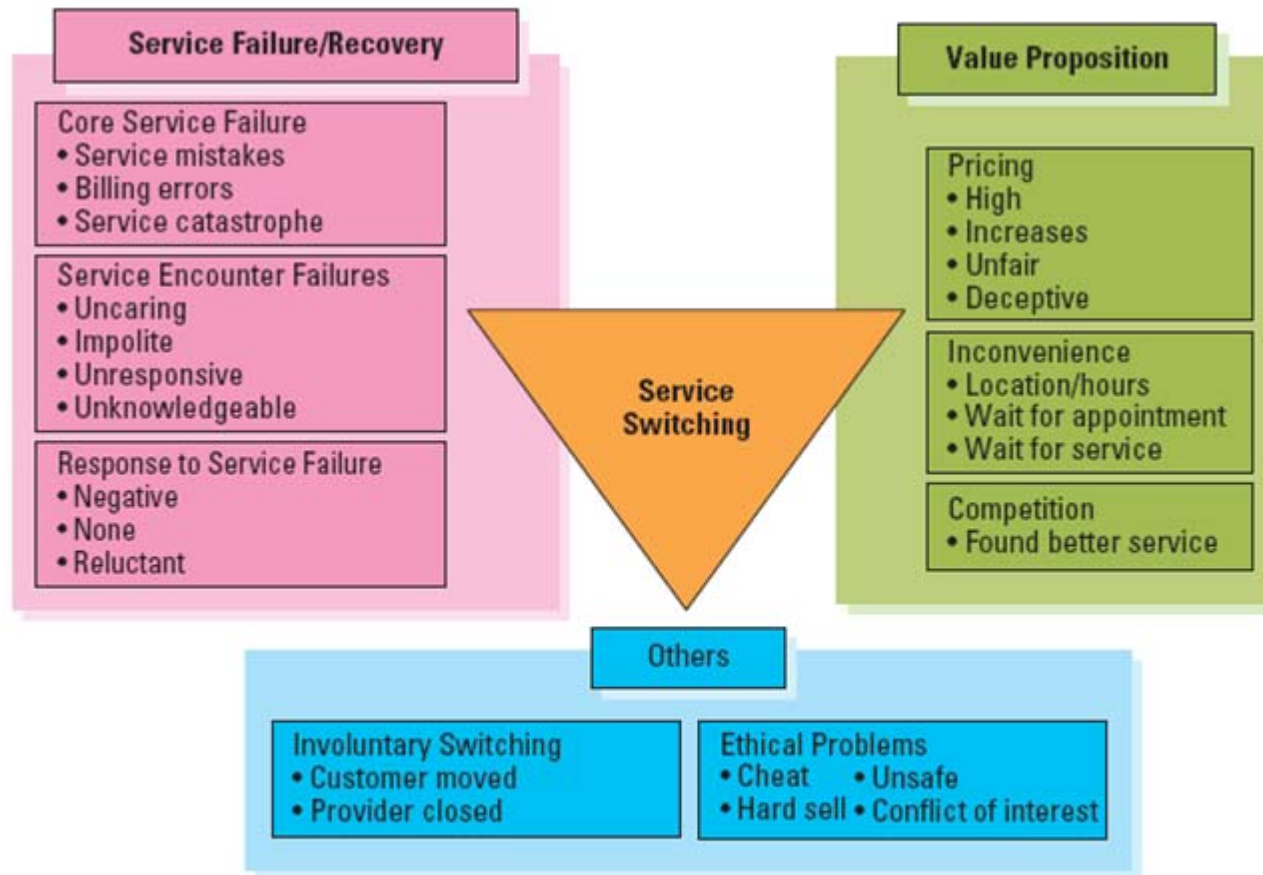 Service Failure/Recovery
Core Service Failure
• Service mistakes
• Billing errors
• Service catastrophe
Service Encounter Failures
• Uncaring
• Impolite
• Unresponsive
• Unknowledgeable
Response to Service Failure
• Negative
• None
• Reluctant
Service
Switching
Value Proposition
Pricing
• High
• Increases
• Unfair
• Deceptive
Inconvenience
• Location/hours
• Wait for appointment
• Wait for service
Competition
• Found better service
Others
Involuntary Switching
• Customer moved
• Provider closed
Ethical Problems
• Cheat • Unsafe
• Hard sell • Conflict of interest